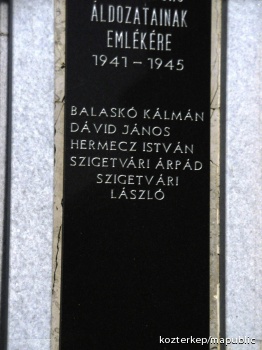 ÁLDOZATAINAK
EMLÉKÉRE
1941-1945
BALASKÓ KÁLMÁN
DÁVID JÁNOS
HERMECZ ISTVÁN
SZIGETVÁRI ÁRPÁD
SZIGETVÁRI
LÁSZLÓ
kozterkep/mapublic